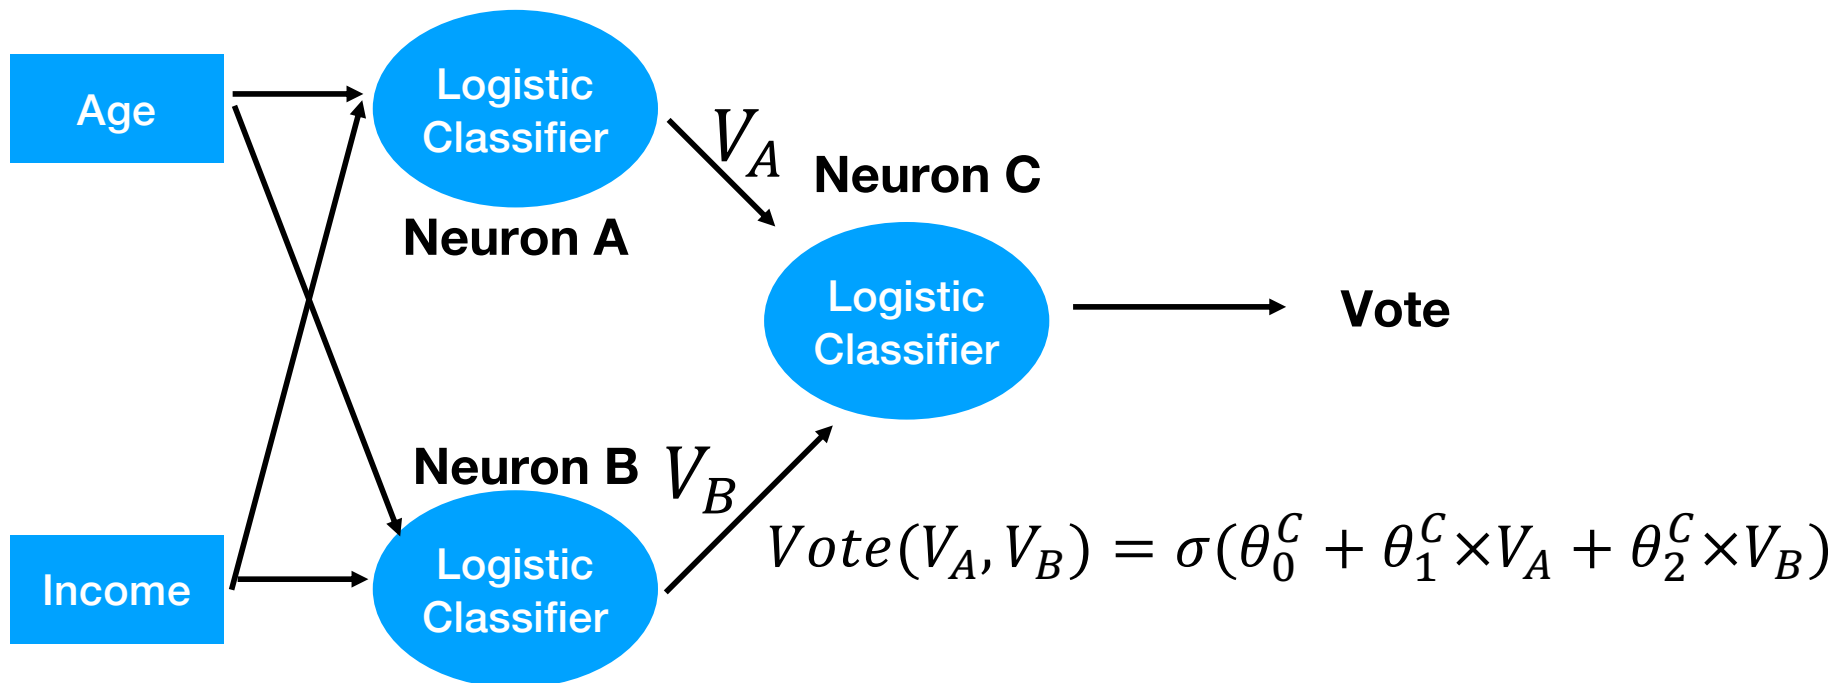 Age
Logistic
Classifier
Neuron A
V_A
Neuron C
Logistic
Classifier
Vote
Neuron B
V_B
Income
Logistic
Classifier
Vote(V_A, V_B) = σ(θ_0^C + θ_1^C × V_A + θ_2^C × V_B)